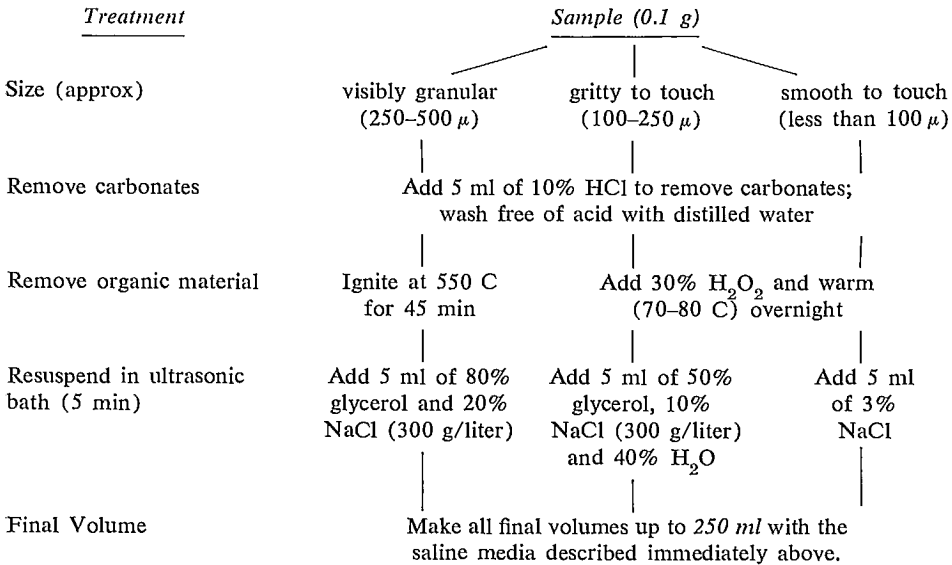 Treatment Sample (0.1 g)
Size (approx) visibly granular gritty to touch smooth to touch
(250–500 μ) (100–250 μ) (less than 100 μ)
Remove carbonates Add 5 ml of 10% HCl to remove carbonates;
wash free of acid with distilled water
Remove organic material Ignite at 550 C Add 30% H₂O₂ and warm
for 45 min (70–80 C) overnight
Resuspend in ultrasonic Add 5 ml of 80% Add 5 ml of 50% Add 5 ml
bath (5 min) glycerol and 20% glycerol, 10% of 3%
NaCl (300 g/liter) NaCl (300 g/liter) NaCl
and 40% H₂O
Final Volume Make all final volumes up to 250 ml with the
saline media described immediately above.